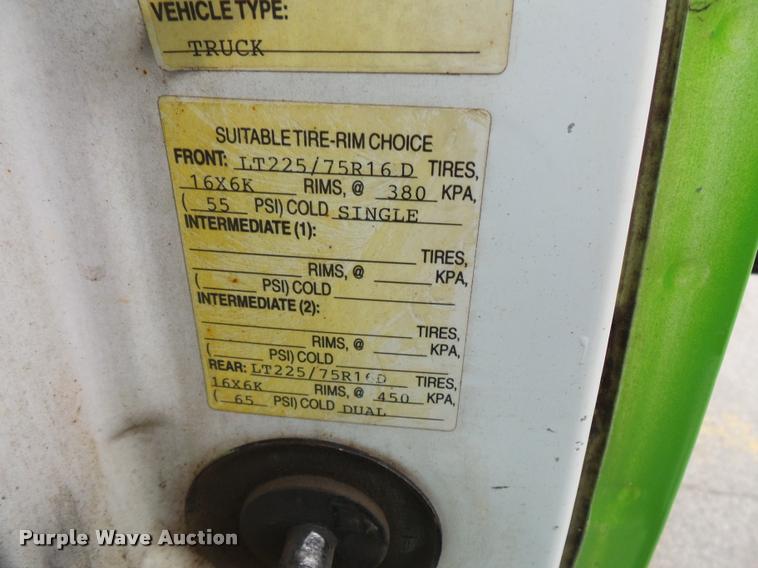 VEHICLE TYPE:
TRUCK
SUITABLE TIRE-RIM CHOICE
FRONT: LT225/75R16 D TIRES,
16X6K RIMS, @ 380 KPA,
( 55 PSI) COLD SINGLE
INTERMEDIATE (1):
TIRES,
RIMS, @ KPA,
( PSI) COLD
INTERMEDIATE (2):
TIRES,
RIMS, @ KPA,
( PSI) COLD
REAR: LT225/75R16D TIRES,
16X6K RIMS, @ 450 KPA,
( 65 PSI) COLD DUAL
Purple Wave Auction®